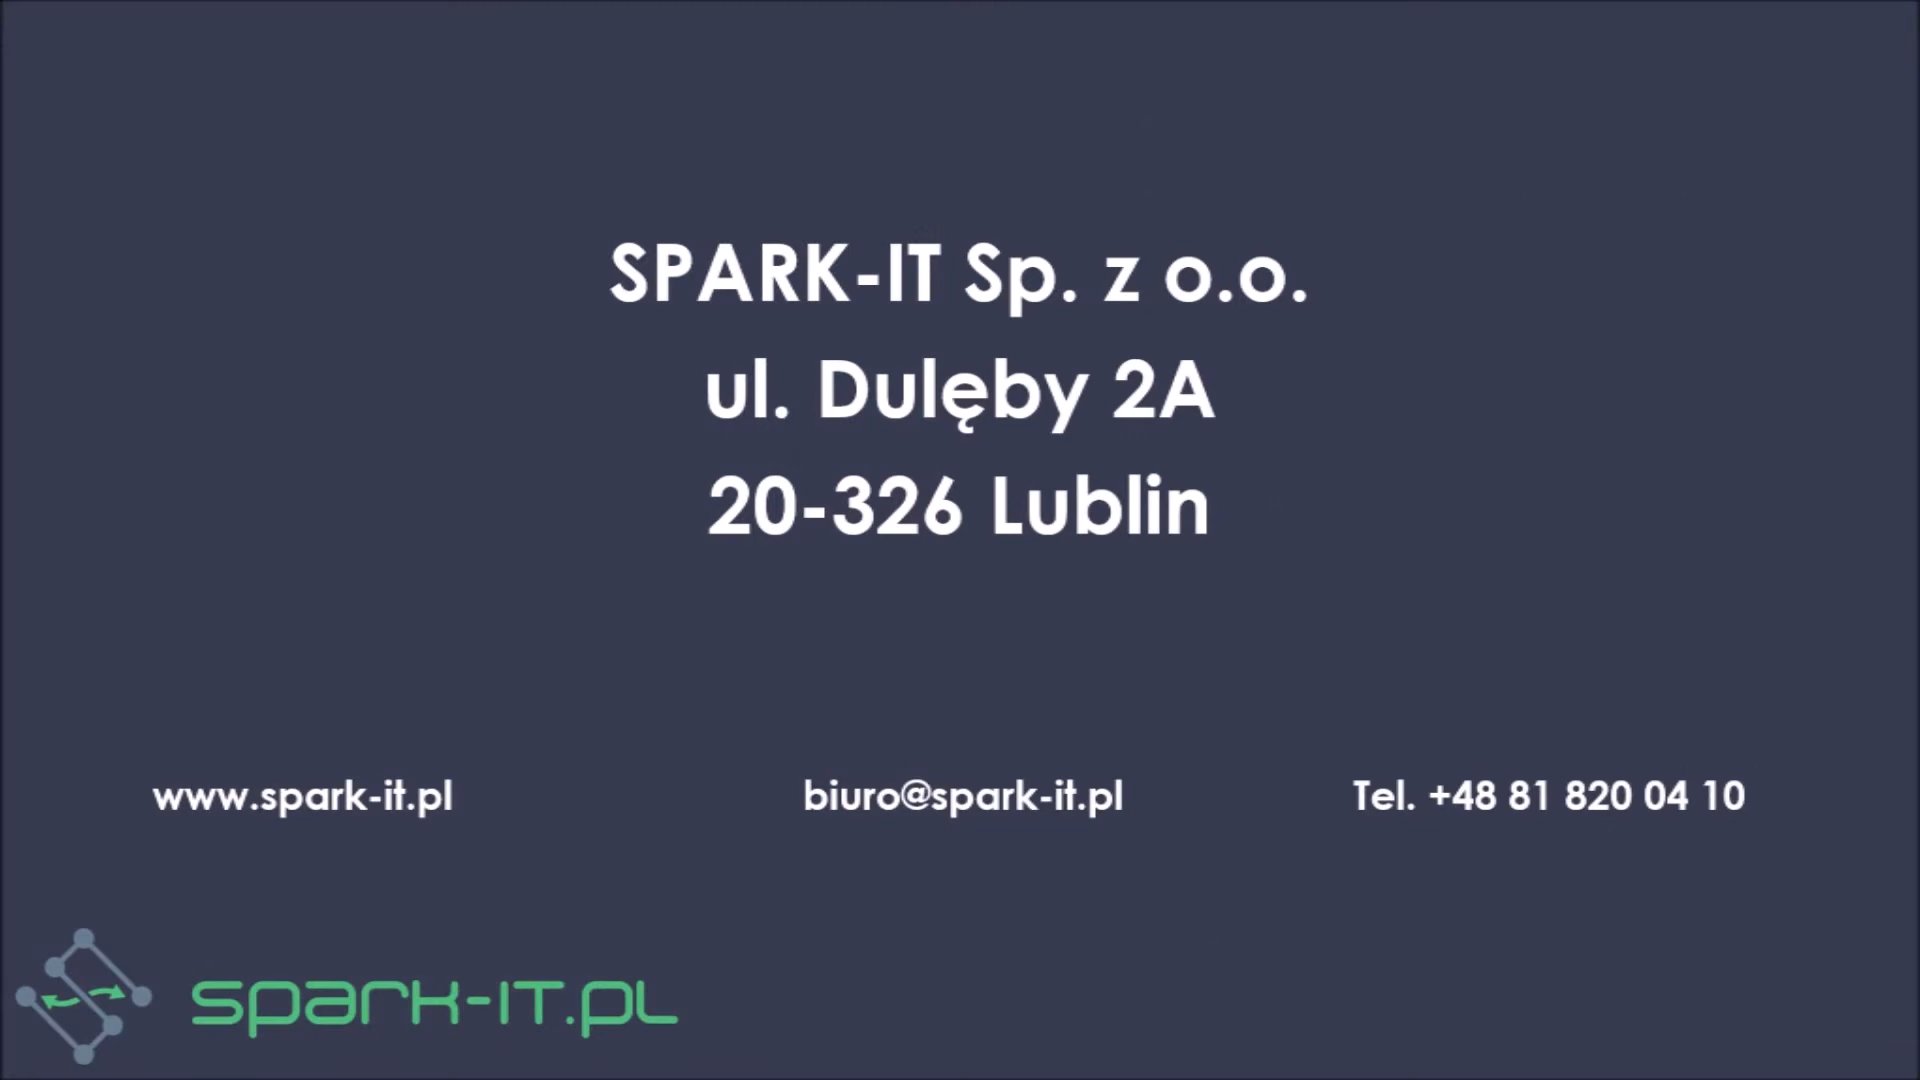 SPARK-IT Sp. z o.o.
ul. Dulęby 2A
20-326 Lublin
www.spark-it.pl
biuro@spark-it.pl
Tel. +48 81 820 04 10
spark-IT.pL